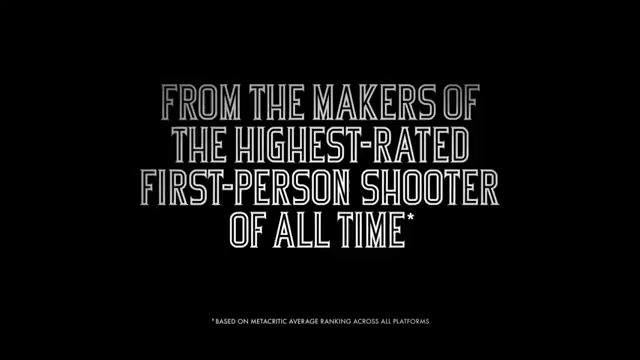 FROM THE MAKERS OF
THE HIGHEST-RATED
FIRST-PERSON SHOOTER
OF ALL TIME*
*BASED ON METACRITIC AVERAGE RANKING ACROSS ALL PLATFORMS